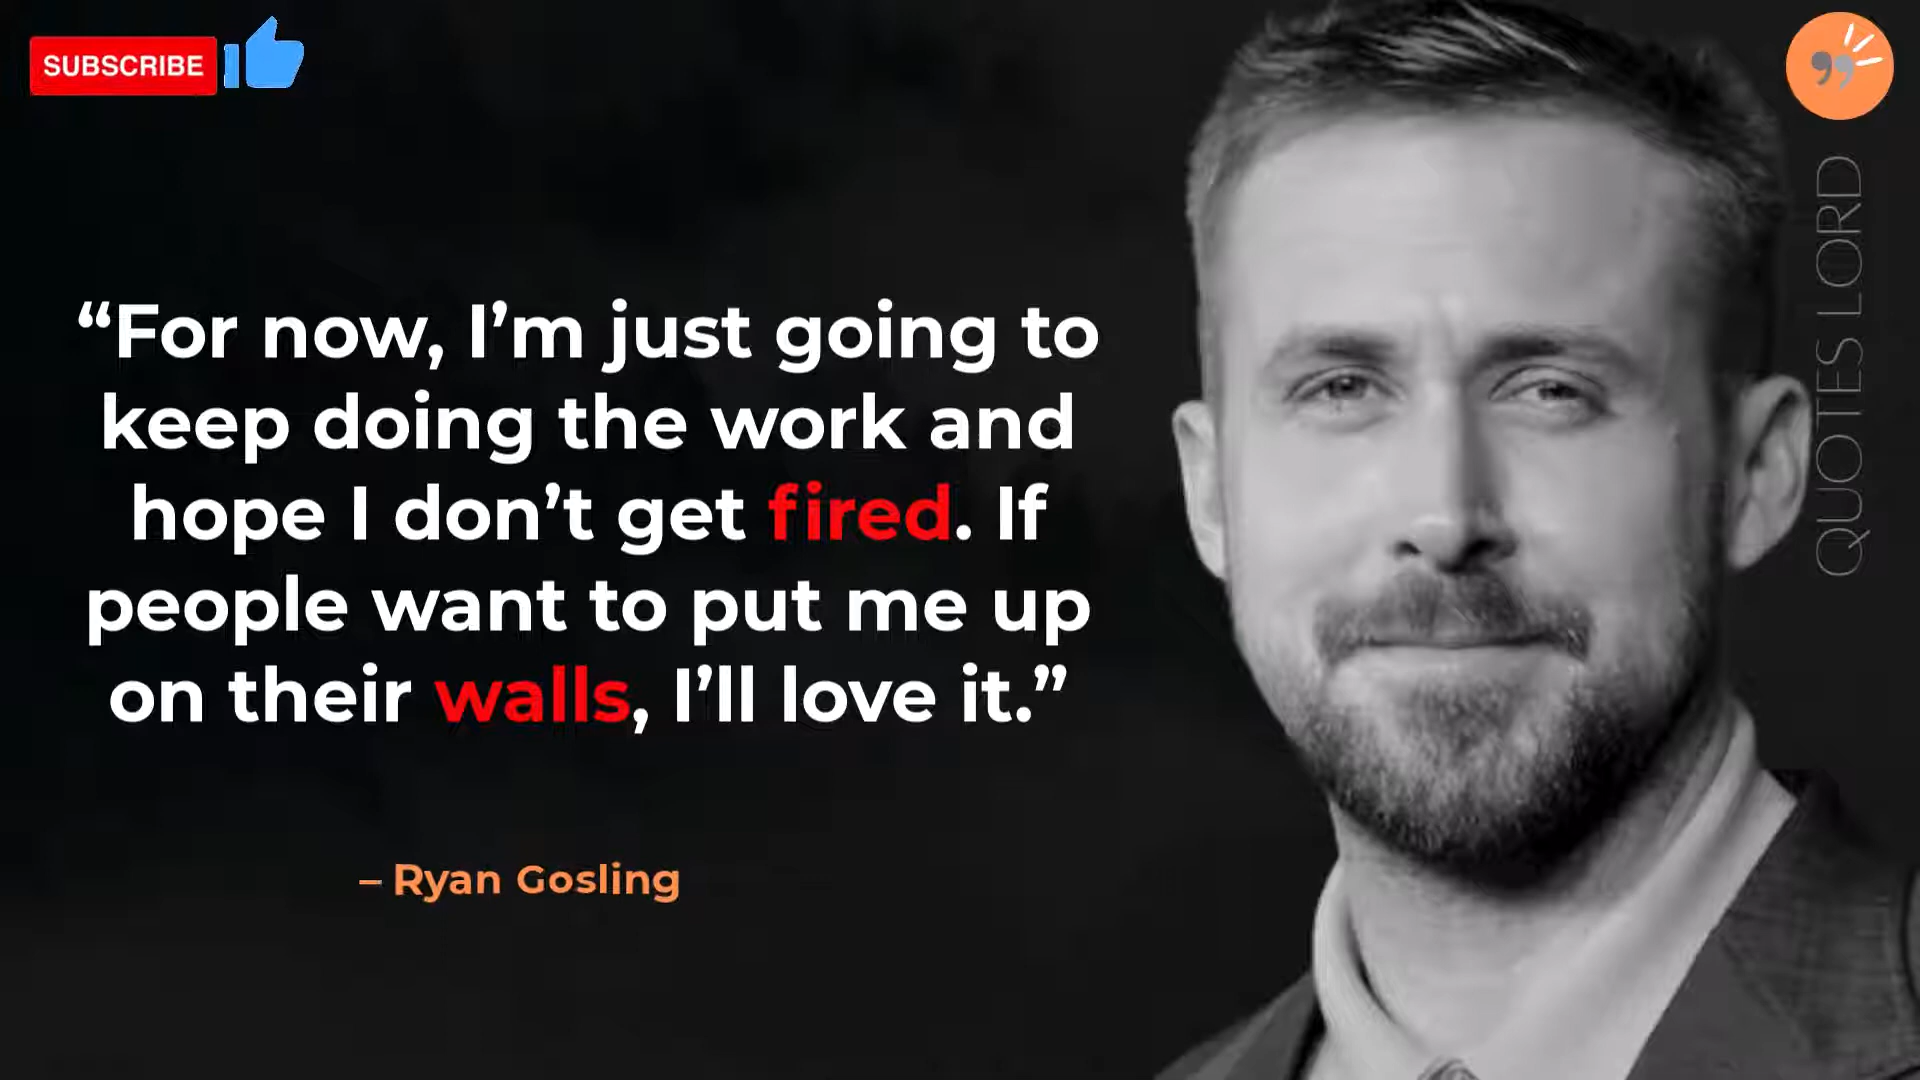 SUBSCRIBE
“For now, I’m just going to
keep doing the work and
hope I don’t get fired. If
people want to put me up
on their walls, I’ll love it.”
– Ryan Gosling
QUOTES LORD